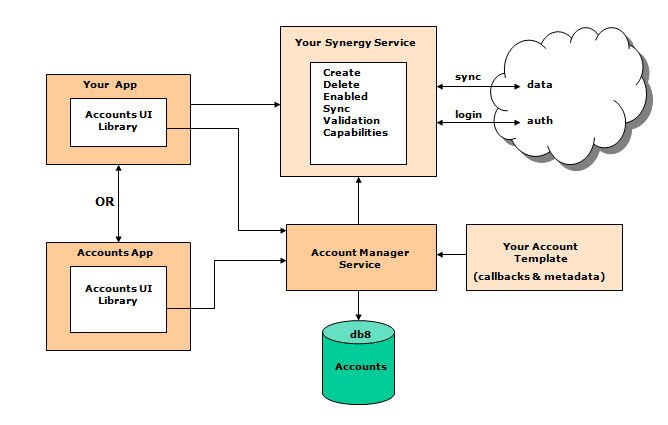 Your Synergy Service
Create
Delete
Enabled
Sync
Validation
Capabilities
sync
data
login
auth
Your App
Accounts UI
Library
OR
Accounts App
Accounts UI
Library
Account Manager
Service
Your Account
Template
(callbacks & metadata)
db8
Accounts